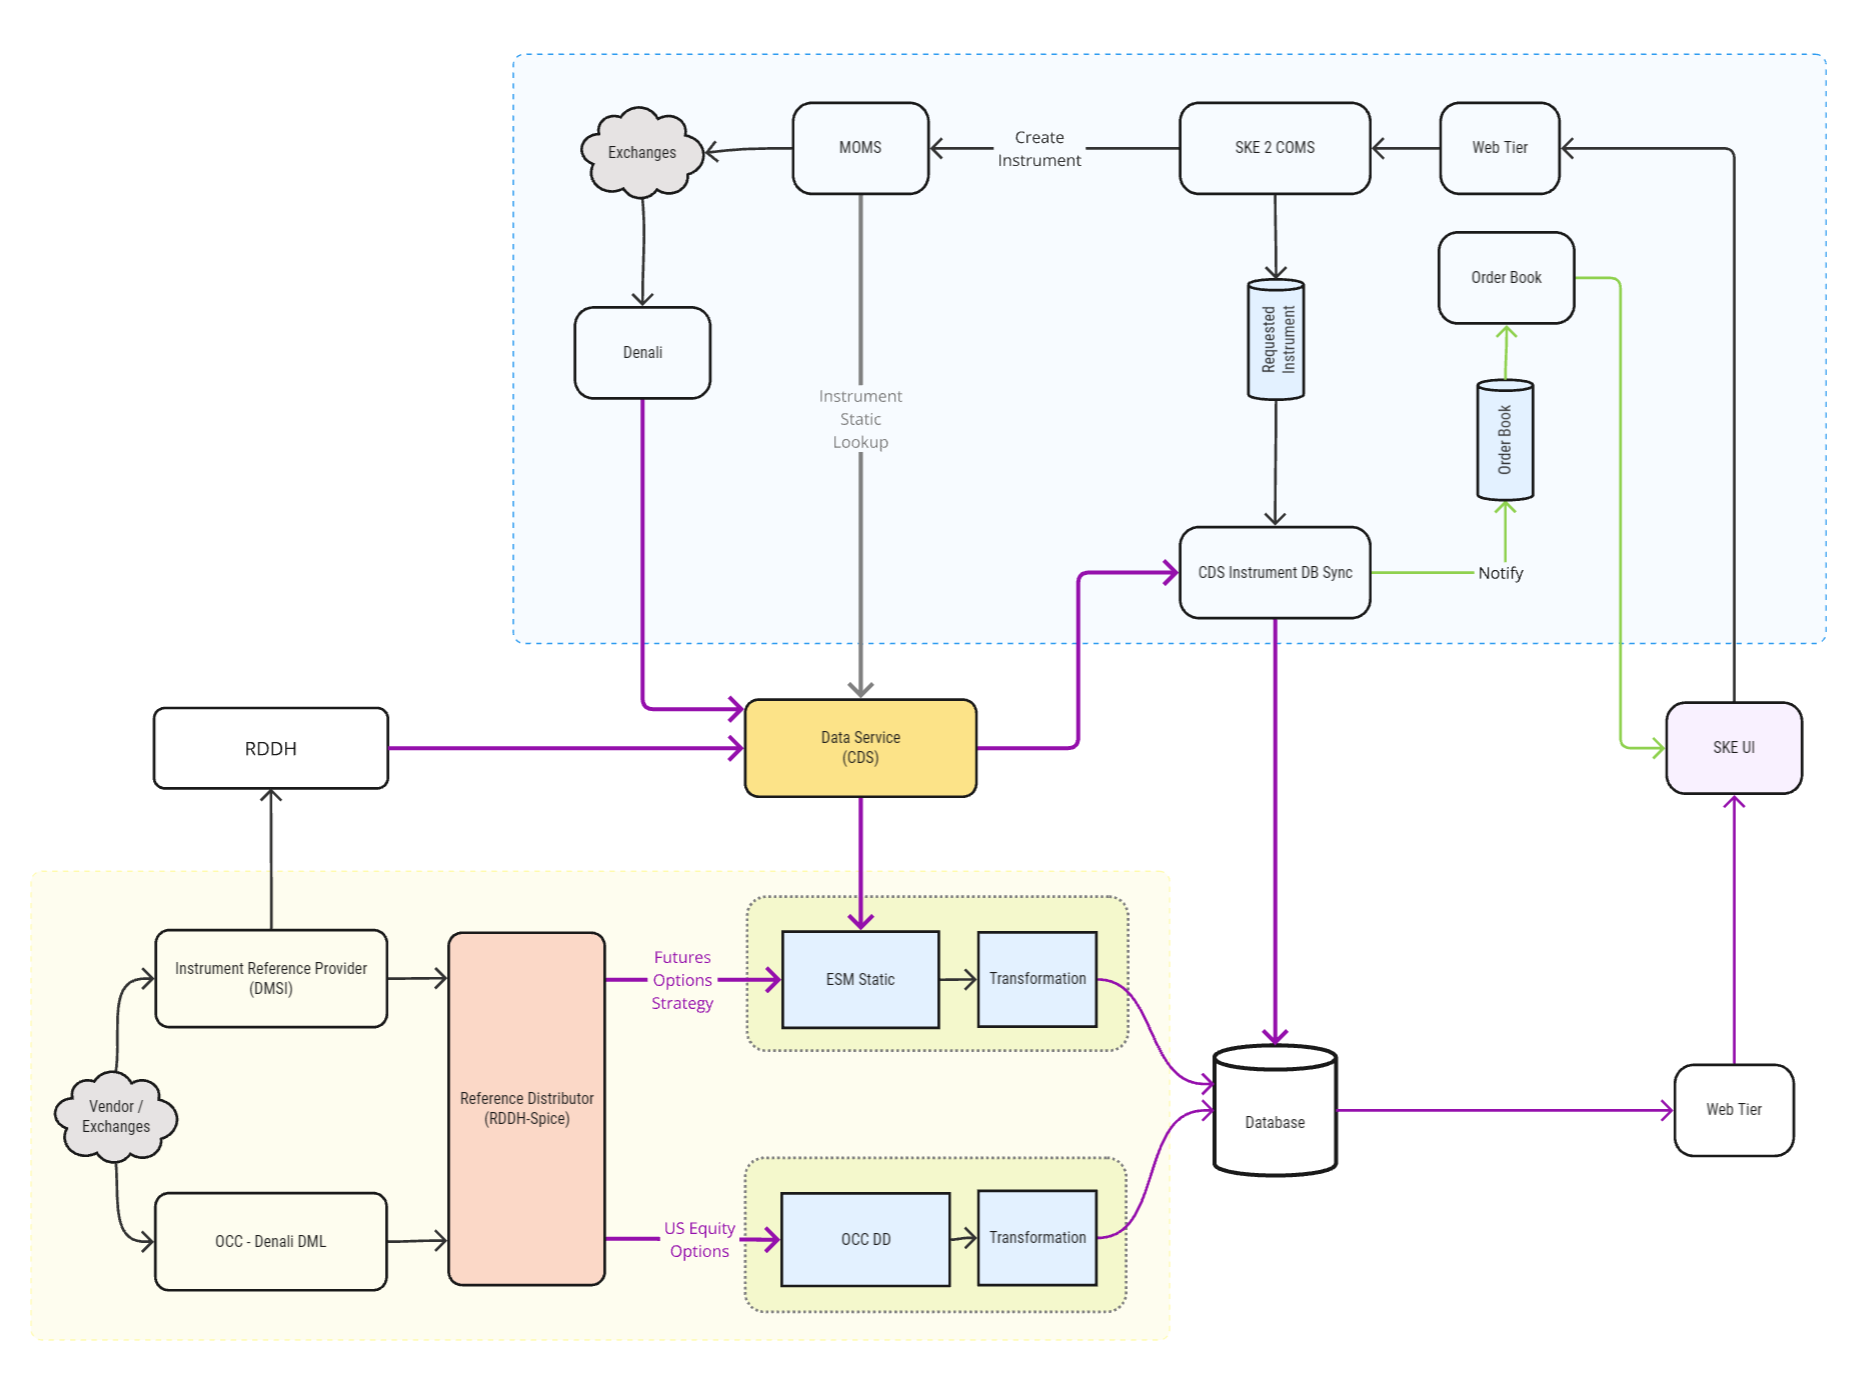 Exchanges
MOMS
Create
Instrument
SKE 2 COMS
Web Tier
Order Book
Requested
Instrument
Denali
Instrument
Static
Lookup
Order Book
CDS Instrument DB Sync
Notify
RDDH
Data Service
(CDS)
SKE UI
Instrument Reference Provider
(DMSI)
Futures
Options
Strategy
ESM Static
Transformation
Vendor /
Exchanges
Reference Distributor
(RDDH-Spice)
Database
Web Tier
OCC - Denali DML
US Equity
Options
OCC DD
Transformation